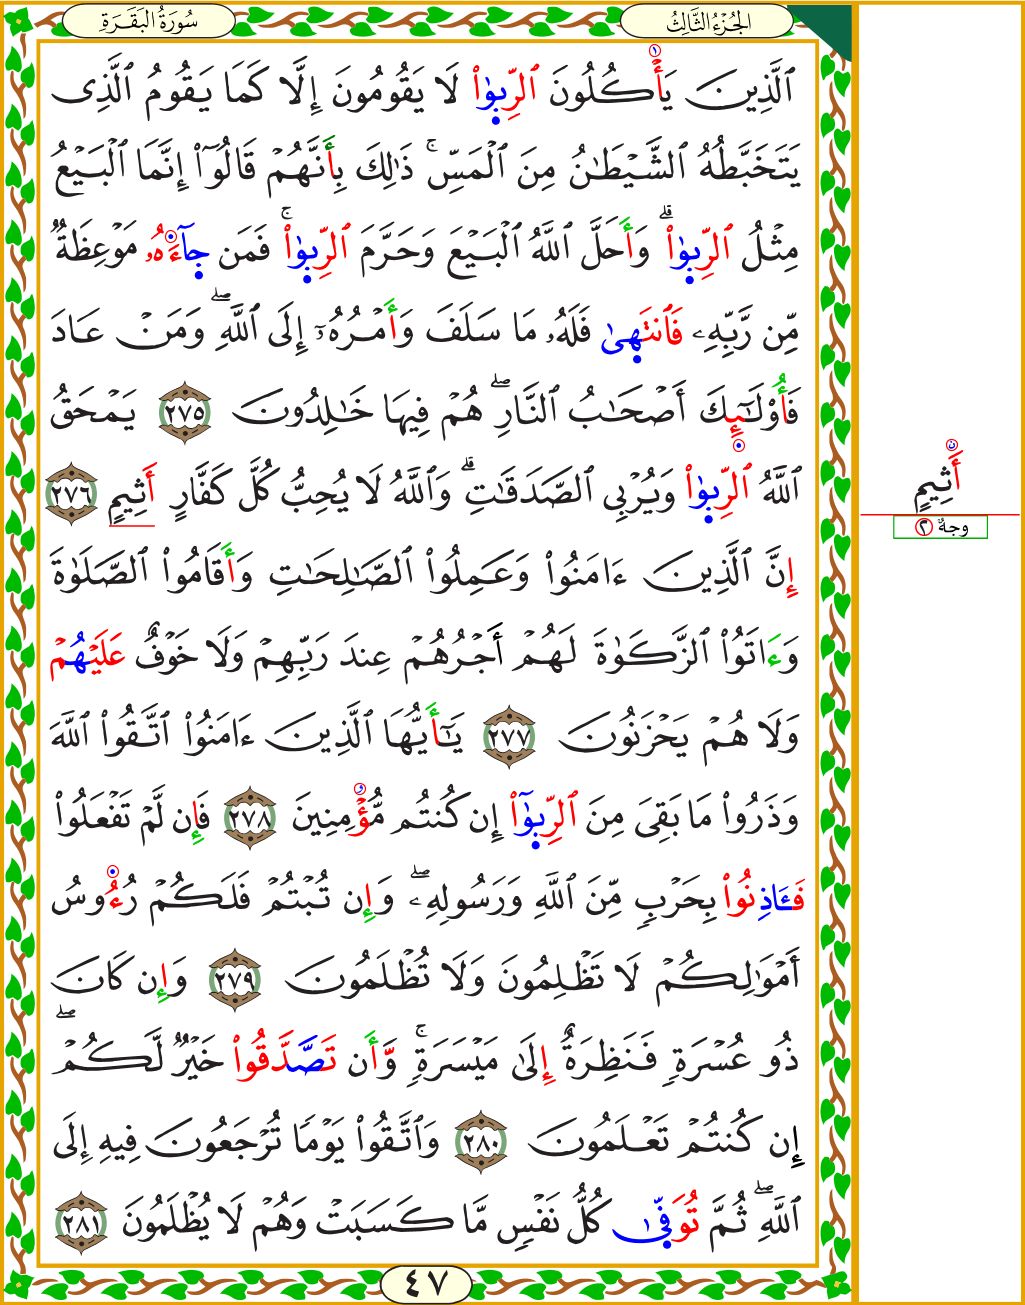 سُورَةُ البَقَرَةِ
الجُزْءُ الثَّالِثُ
ٱلَّذِينَ يَأۡكُلُونَ ٱلرِّبَوٰاْ لَا يَقُومُونَ إِلَّا كَمَا يَقُومُ ٱلَّذِي
يَتَخَبَّطُهُ ٱلشَّيۡطَٰنُ مِنَ ٱلۡمَسِّۚ ذَٰلِكَ بِأَنَّهُمۡ قَالُوٓاْ إِنَّمَا ٱلۡبَيۡعُ
مِثۡلُ ٱلرِّبَوٰاْۗ وَأَحَلَّ ٱللَّهُ ٱلۡبَيۡعَ وَحَرَّمَ ٱلرِّبَوٰاْۚ فَمَن جَآءَهُۥ مَوۡعِظَةٞ
مِّن رَّبِّهِۦ فَٱنتَهَىٰ فَلَهُۥ مَا سَلَفَ وَأَمۡرُهُۥٓ إِلَى ٱللَّهِۖ وَمَنۡ عَادَ
فَأُوْلَٰٓئِكَ أَصۡحَٰبُ ٱلنَّارِۖ هُمۡ فِيهَا خَٰلِدُونَ ٢٧٥ يَمۡحَقُ
ٱللَّهُ ٱلرِّبَوٰاْ وَيُرۡبِي ٱلصَّدَقَٰتِۗ وَٱللَّهُ لَا يُحِبُّ كُلَّ كَفَّارٍ أَثِيمٍ ٢٧٦
إِنَّ ٱلَّذِينَ ءَامَنُواْ وَعَمِلُواْ ٱلصَّٰلِحَٰتِ وَأَقَامُواْ ٱلصَّلَوٰةَ
وَءَاتَوُاْ ٱلزَّكَوٰةَ لَهُمۡ أَجۡرُهُمۡ عِندَ رَبِّهِمۡ وَلَا خَوۡفٌ عَلَيۡهُمۡ
وَلَا هُمۡ يَحۡزَنُونَ ٢٧٧ يَٰٓأَيُّهَا ٱلَّذِينَ ءَامَنُواْ ٱتَّقُواْ ٱللَّهَ
وَذَرُواْ مَا بَقِيَ مِنَ ٱلرِّبَوٰٓاْ إِن كُنتُم مُّؤۡمِنِينَ ٢٧٨ فَإِن لَّمۡ تَفۡعَلُواْ
فَـَٔاذِنُواْ بِحَرۡبٖ مِّنَ ٱللَّهِ وَرَسُولِهِۦۖ وَإِن تُبۡتُمۡ فَلَكُمۡ رُءُوسُ
أَمۡوَٰلِكُمۡ لَا تَظۡلِمُونَ وَلَا تُظۡلَمُونَ ٢٧٩ وَإِن كَانَ
ذُو عُسۡرَةٖ فَنَظِرَةٌ إِلَىٰ مَيۡسَرَةٖۚ وَأَن تَصَّدَّقُواْ خَيۡرٞ لَّكُمۡۖ
إِن كُنتُمۡ تَعۡلَمُونَ ٢٨٠ وَٱتَّقُواْ يَوۡمٗا تُرۡجَعُونَ فِيهِ إِلَى
ٱللَّهِۖ ثُمَّ تُوَفَّىٰ كُلُّ نَفۡسٖ مَّا كَسَبَتۡ وَهُمۡ لَا يُظۡلَمُونَ ٢٨١
٤٧
أَثِيمٍ
٢ وجهٌ